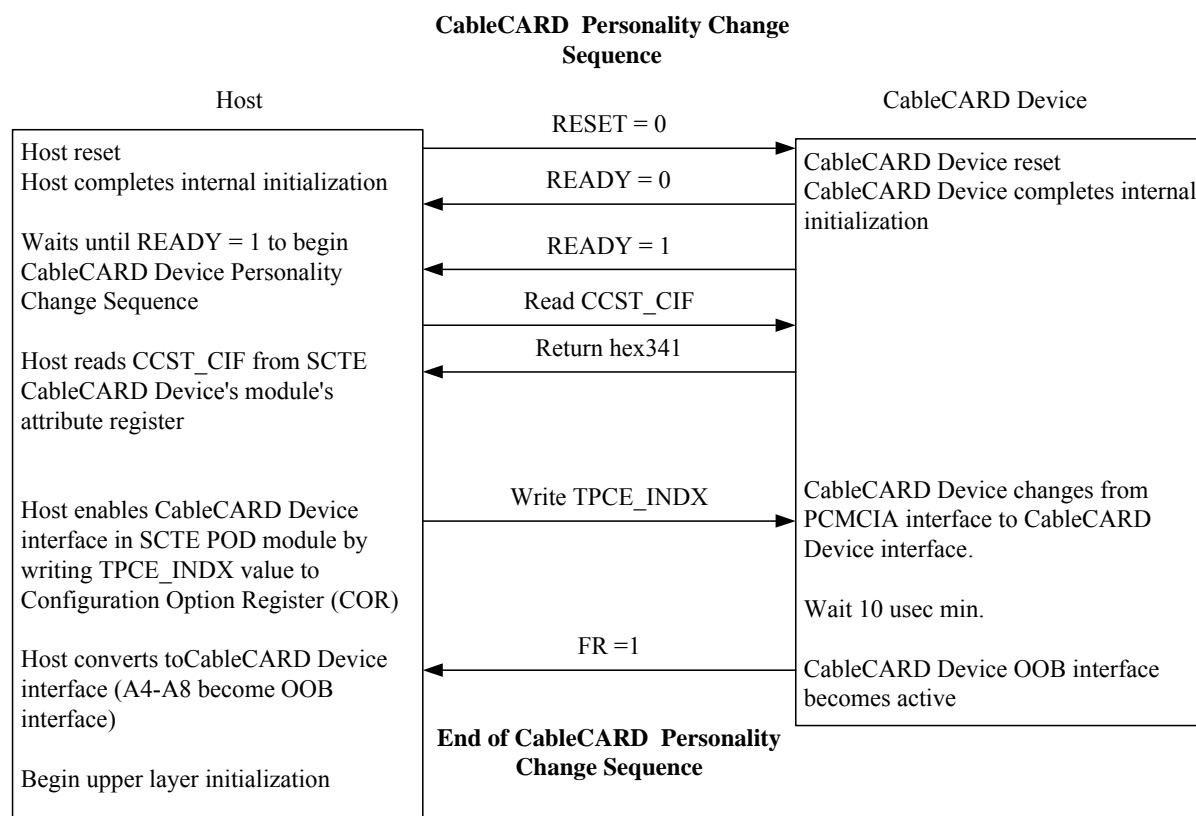 CableCARD  Personality Change
Sequence
Host
CableCARD Device
RESET = 0
Host reset
Host completes internal initialization
CableCARD Device reset
CableCARD Device completes internal
initialization
READY = 0
Waits until READY = 1 to begin
CableCARD Device Personality
Change Sequence
READY = 1
Read CCST_CIF
Return hex341
Host reads CCST_CIF from SCTE
CableCARD Device's module's
attribute register
Write TPCE_INDX
Host enables CableCARD Device
interface in SCTE POD module by
writing TPCE_INDX value to
Configuration Option Register (COR)
CableCARD Device changes from
PCMCIA interface to CableCARD
Device interface.
Wait 10 usec min.
FR =1
Host converts toCableCARD Device
interface (A4-A8 become OOB
interface)
CableCARD Device OOB interface
becomes active
End of CableCARD  Personality
Change Sequence
Begin upper layer initialization